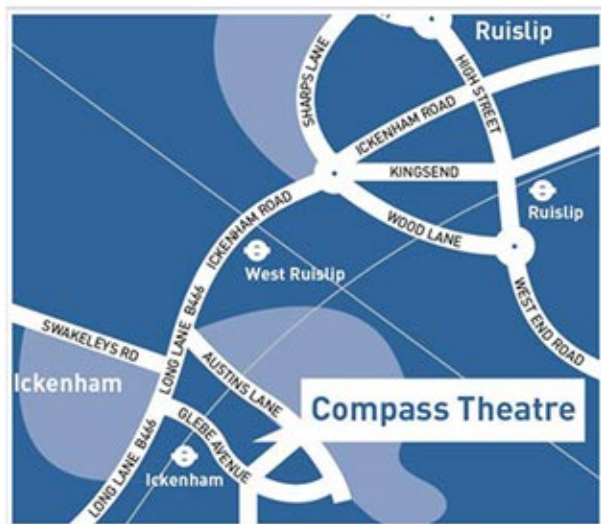 Ruislip
SHARPS LANE
HIGH STREET
ICKENHAM ROAD
KINGSEND
Ruislip
WOOD LANE
ICKENHAM ROAD
West Ruislip
WEST END ROAD
LONG LANE B466
SWAKELEYS RD
AUSTINS LANE
Ickenham
Compass Theatre
LONG LANE B466
GLEBE AVENUE
Ickenham